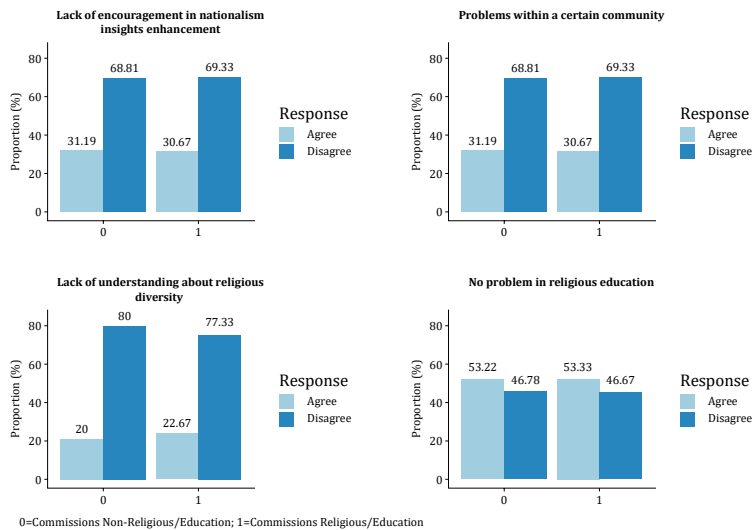 Lack of encouragement in nationalism
insights enhancement
80
60
40
20
0
Proportion (%)
31.19
68.81
30.67
69.33
0
1
Response
Agree
Disagree
Problems within a certain community
80
60
40
20
0
Proportion (%)
31.19
68.81
30.67
69.33
0
1
Response
Agree
Disagree
Lack of understanding about religious
diversity
80
60
40
20
0
Proportion (%)
20
80
22.67
77.33
0
1
Response
Agree
Disagree
No problem in religious education
80
60
40
20
0
Proportion (%)
53.22
46.78
53.33
46.67
0
1
Response
Agree
Disagree
0=Commissions Non-Religious/Education; 1=Commissions Religious/Education